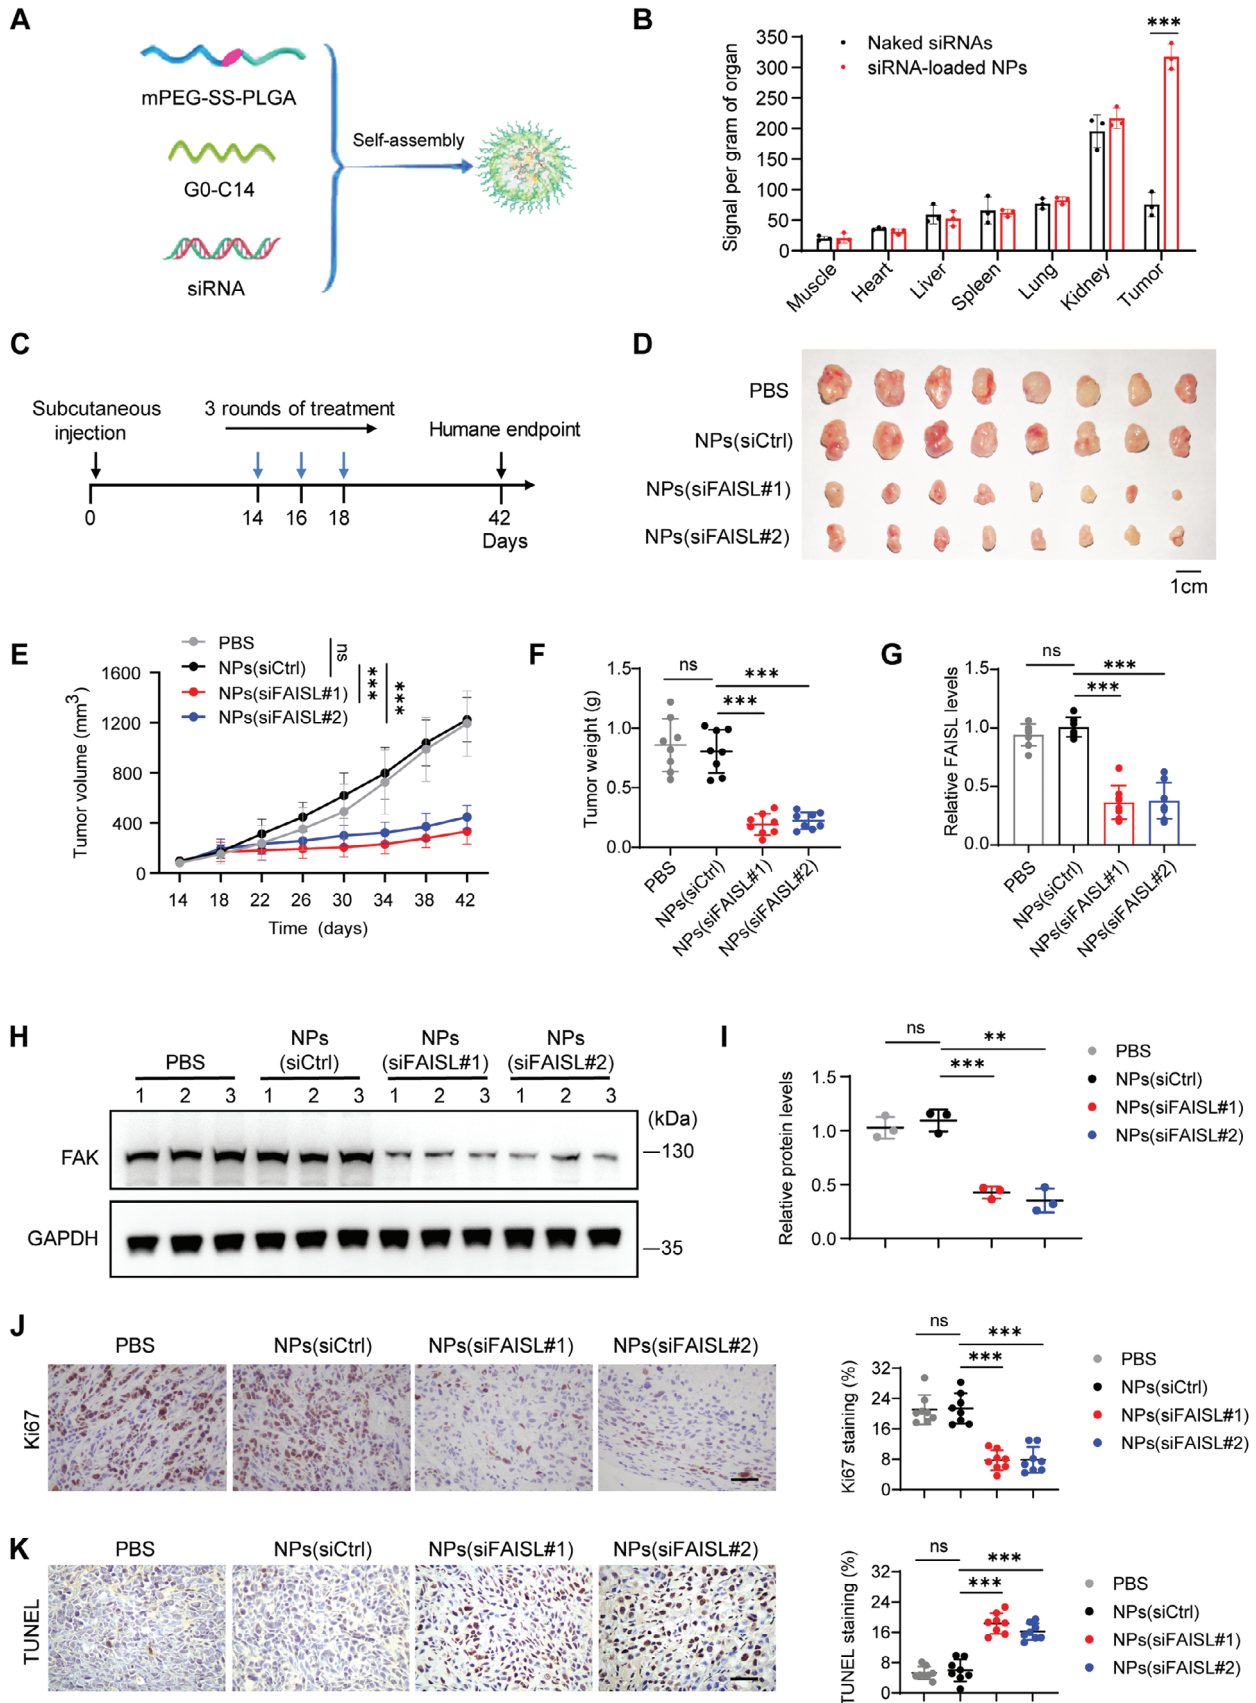 A
mPEG-SS-PLGA
G0-C14
siRNA
Self-assembly
B
Signal per gram of organ
350
300
250
200
150
100
50
0
Naked siRNAs
siRNA-loaded NPs
***
Muscle
Heart
Liver
Spleen
Lung
Kidney
Tumor
C
Subcutaneous
injection
3 rounds of treatment
Humane endpoint
0
14
16
18
42
Days
D
PBS
NPs(siCtrl)
NPs(siFAISL#1)
NPs(siFAISL#2)
1cm
E
PBS
NPs(siCtrl)
NPs(siFAISL#1)
NPs(siFAISL#2)
ns
***
***
Tumor volume (mm³)
1600
1200
800
400
0
14 18 22 26 30 34 38 42
Time (days)
F
Tumor weight (g)
1.5
1.0
0.5
0.0
ns
***
***
PBS
NPs(siCtrl)
NPs(siFAISL#1)
NPs(siFAISL#2)
G
Relative FAISL levels
1.5
1.0
0.5
0.0
ns
***
***
PBS
NPs(siCtrl)
NPs(siFAISL#1)
NPs(siFAISL#2)
H
PBS
NPs
(siCtrl)
NPs
(siFAISL#1)
NPs
(siFAISL#2)
1 2 3 1 2 3 1 2 3 1 2 3
(kDa)
FAK
130
GAPDH
35
I
Relative protein levels
1.5
1.0
0.5
0.0
ns
**
***
PBS
NPs(siCtrl)
NPs(siFAISL#1)
NPs(siFAISL#2)
J
PBS
NPs(siCtrl)
NPs(siFAISL#1)
NPs(siFAISL#2)
Ki67
Ki67 staining (%)
32
24
16
8
0
ns
***
***
PBS
NPs(siCtrl)
NPs(siFAISL#1)
NPs(siFAISL#2)
K
PBS
NPs(siCtrl)
NPs(siFAISL#1)
NPs(siFAISL#2)
TUNEL
TUNEL staining (%)
32
24
16
8
0
ns
***
***
PBS
NPs(siCtrl)
NPs(siFAISL#1)
NPs(siFAISL#2)